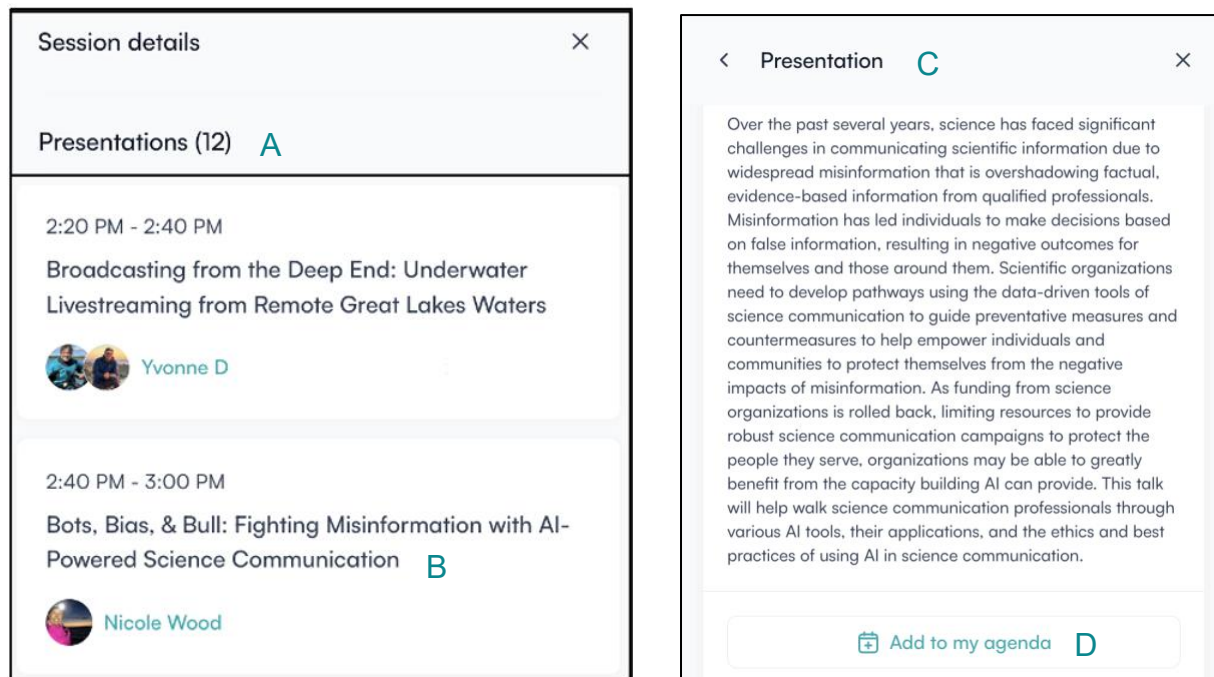 Session details
Presentations (12) A
2:20 PM - 2:40 PM
Broadcasting from the Deep End: Underwater
Livestreaming from Remote Great Lakes Waters
Yvonne D
2:40 PM - 3:00 PM
Bots, Bias, & Bull: Fighting Misinformation with AI-
Powered Science Communication B
Nicole Wood
Presentation C
Over the past several years, science has faced significant
challenges in communicating scientific information due to
widespread misinformation that is overshadowing factual,
evidence-based information from qualified professionals.
Misinformation has led individuals to make decisions based
on false information, resulting in negative outcomes for
themselves and those around them. Scientific organizations
need to develop pathways using the data-driven tools of
science communication to guide preventative measures and
countermeasures to help empower individuals and
communities to protect themselves from the negative
impacts of misinformation. As funding from science
organizations is rolled back, limiting resources to provide
robust science communication campaigns to protect the
people they serve, organizations may be able to greatly
benefit from the capacity building AI can provide. This talk
will help walk science communication professionals through
various AI tools, their applications, and the ethics and best
practices of using AI in science communication.
Add to my agenda D